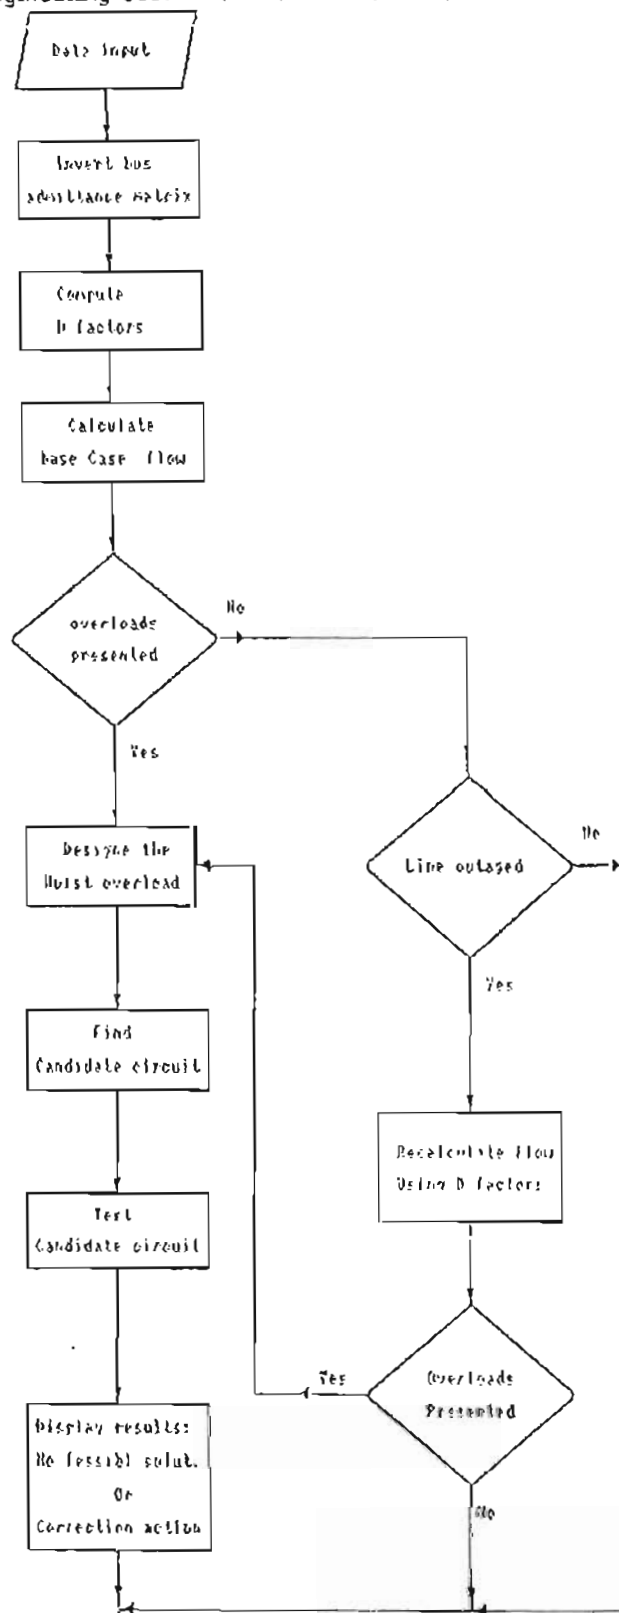 Data input
Invert bus
admittance matrix
Compute
D factors
Calculate
base Case flow
overloads
presented
No
Yes
Designe the
Worst overload
Line outaged
No
Yes
Find
Candidate circuit
Recalculate flow
Using D factors
Test
Candidate circuit
Overloads
Presented
Yes
No
Display results:
No fessibl solut.
Or
Correction action